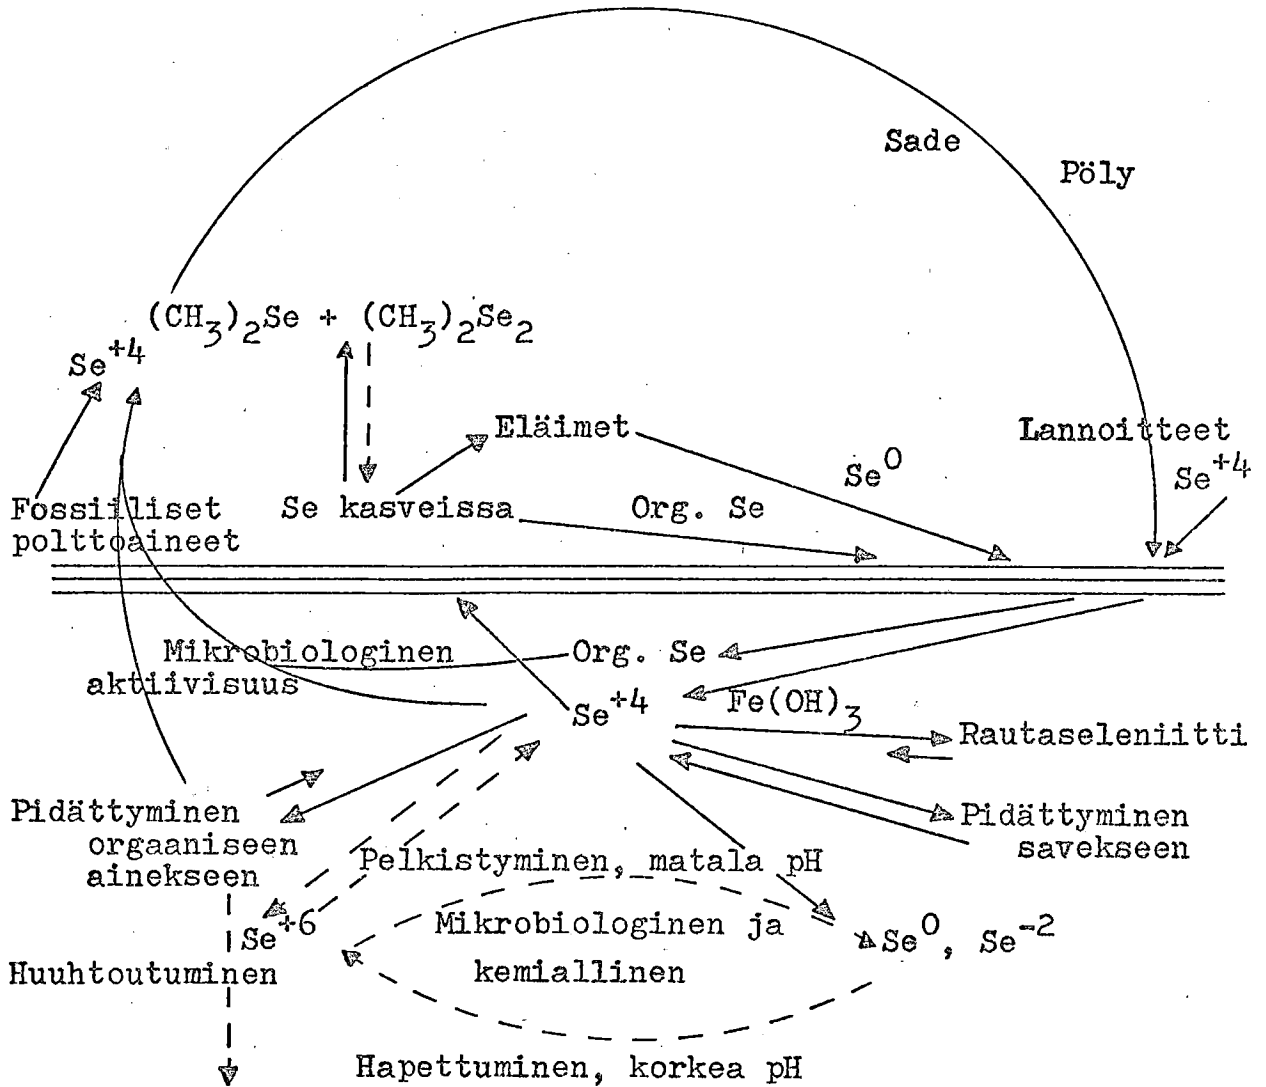 Sade
Pöly
(CH₃)₂Se + (CH₃)₂Se₂
Se⁺⁴
Eläimet
Lannoitteet
Se⁰
Se⁺⁴
Fossiiliset
polttoaineet
Se kasveissa
Org. Se
Mikrobiologinen
aktiivisuus
Org. Se
Se⁺⁴
Fe(OH)₃
Rautaseleniitti
Pidättyminen
orgaaniseen
ainekseen
Pidättyminen
savekseen
Pelkistyminen, matala pH
Se⁺⁶
Mikrobiologinen ja
kemiallinen
Se⁰, Se⁻²
Huuhtoutuminen
Hapettuminen, korkea pH